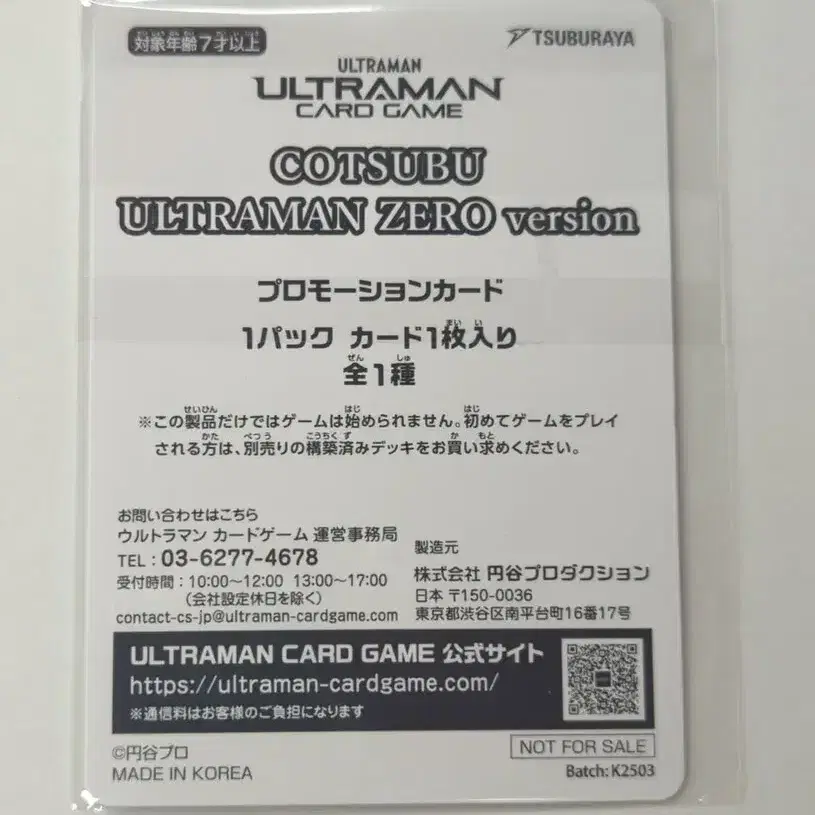 対象年齢7才以上
TSUBURAYA
ULTRAMAN
ULTRAMAN
CARD GAME
COTSUBU
ULTRAMAN ZERO version
プロモーションカード
1パック カード1枚入り
全1種
※この製品だけではゲームは始められません。初めてゲームをプレイ
される方は、別売りの構築済みデッキをお買い求めください。
お問い合わせはこちら
ウルトラマン カードゲーム 運営事務局
TEL：03-6277-4678
受付時間：10:00～12:00 13:00～17:00
（会社設定休日を除く）
contact-cs-jp@ultraman-cardgame.com
製造元
株式会社 円谷プロダクション
日本 〒150-0036
東京都渋谷区南平台町16番17号
ULTRAMAN CARD GAME 公式サイト
https://ultraman-cardgame.com/
※通信料はお客様のご負担になります
©円谷プロ
MADE IN KOREA
NOT FOR SALE
Batch: K2503